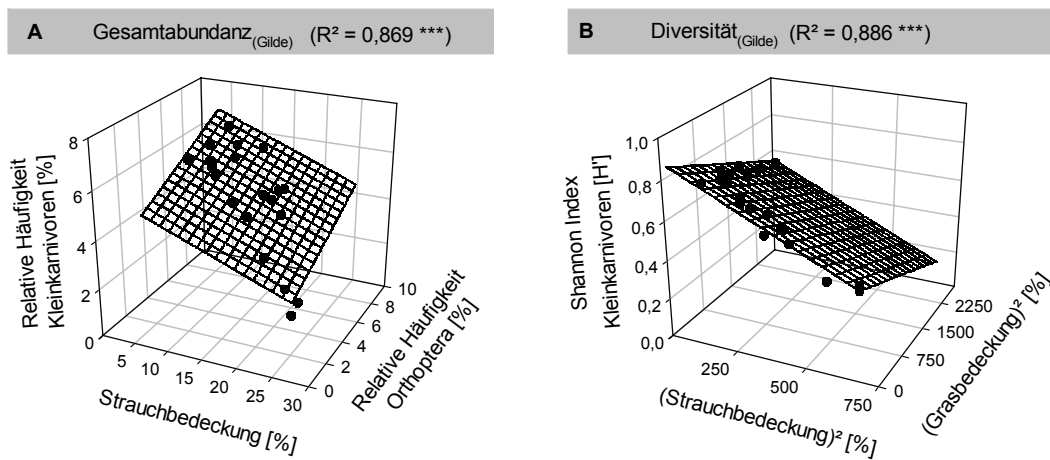 A Gesamtabundanz(Gilde) (R² = 0,869 ***)
Relative Häufigkeit
Kleinkarnivoren [%]
8
6
4
2
0
5
10
15
20
25
30
Strauchbedeckung [%]
0
2
4
6
8
10
Relative Häufigkeit
Orthoptera [%]
B Diversität(Gilde) (R² = 0,886 ***)
Shannon Index
Kleinkarnivoren [H']
1,0
0,8
0,6
0,4
0,2
0,0
250
500
750
(Strauchbedeckung)² [%]
0
750
1500
2250
(Grasbedeckung)² [%]